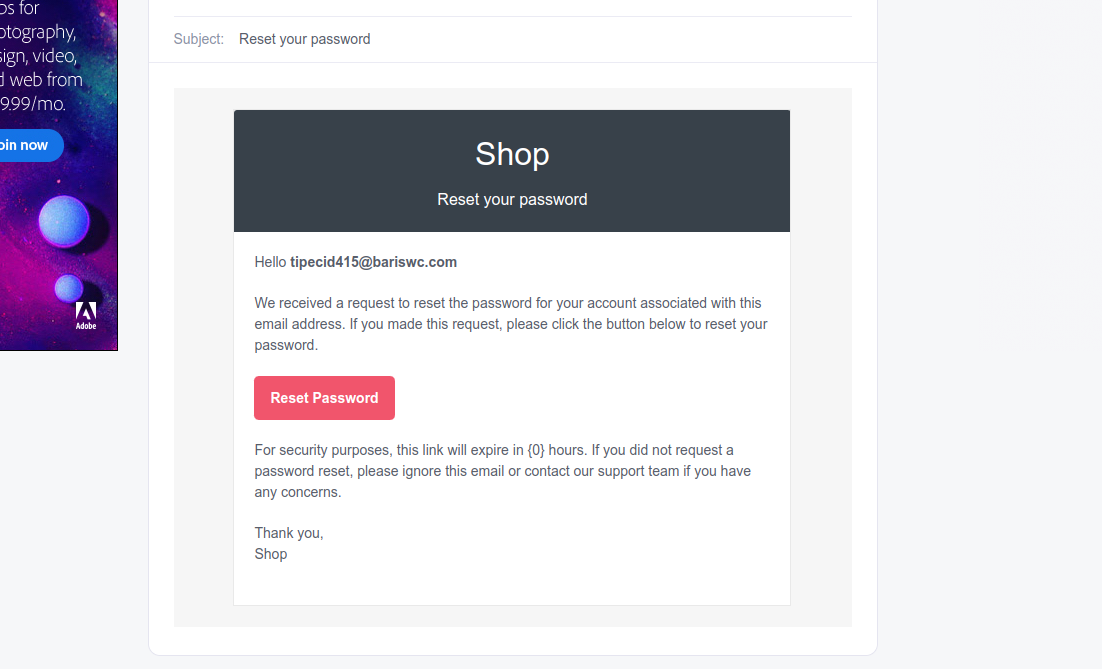 os for
otography,
sign, video,
d web from
9.99/mo.
oin now
Adobe
Subject: Reset your password
Shop
Reset your password
Hello tipecid415@bariswc.com
We received a request to reset the password for your account associated with this
email address. If you made this request, please click the button below to reset your
password.
Reset Password
For security purposes, this link will expire in {0} hours. If you did not request a
password reset, please ignore this email or contact our support team if you have
any concerns.
Thank you,
Shop